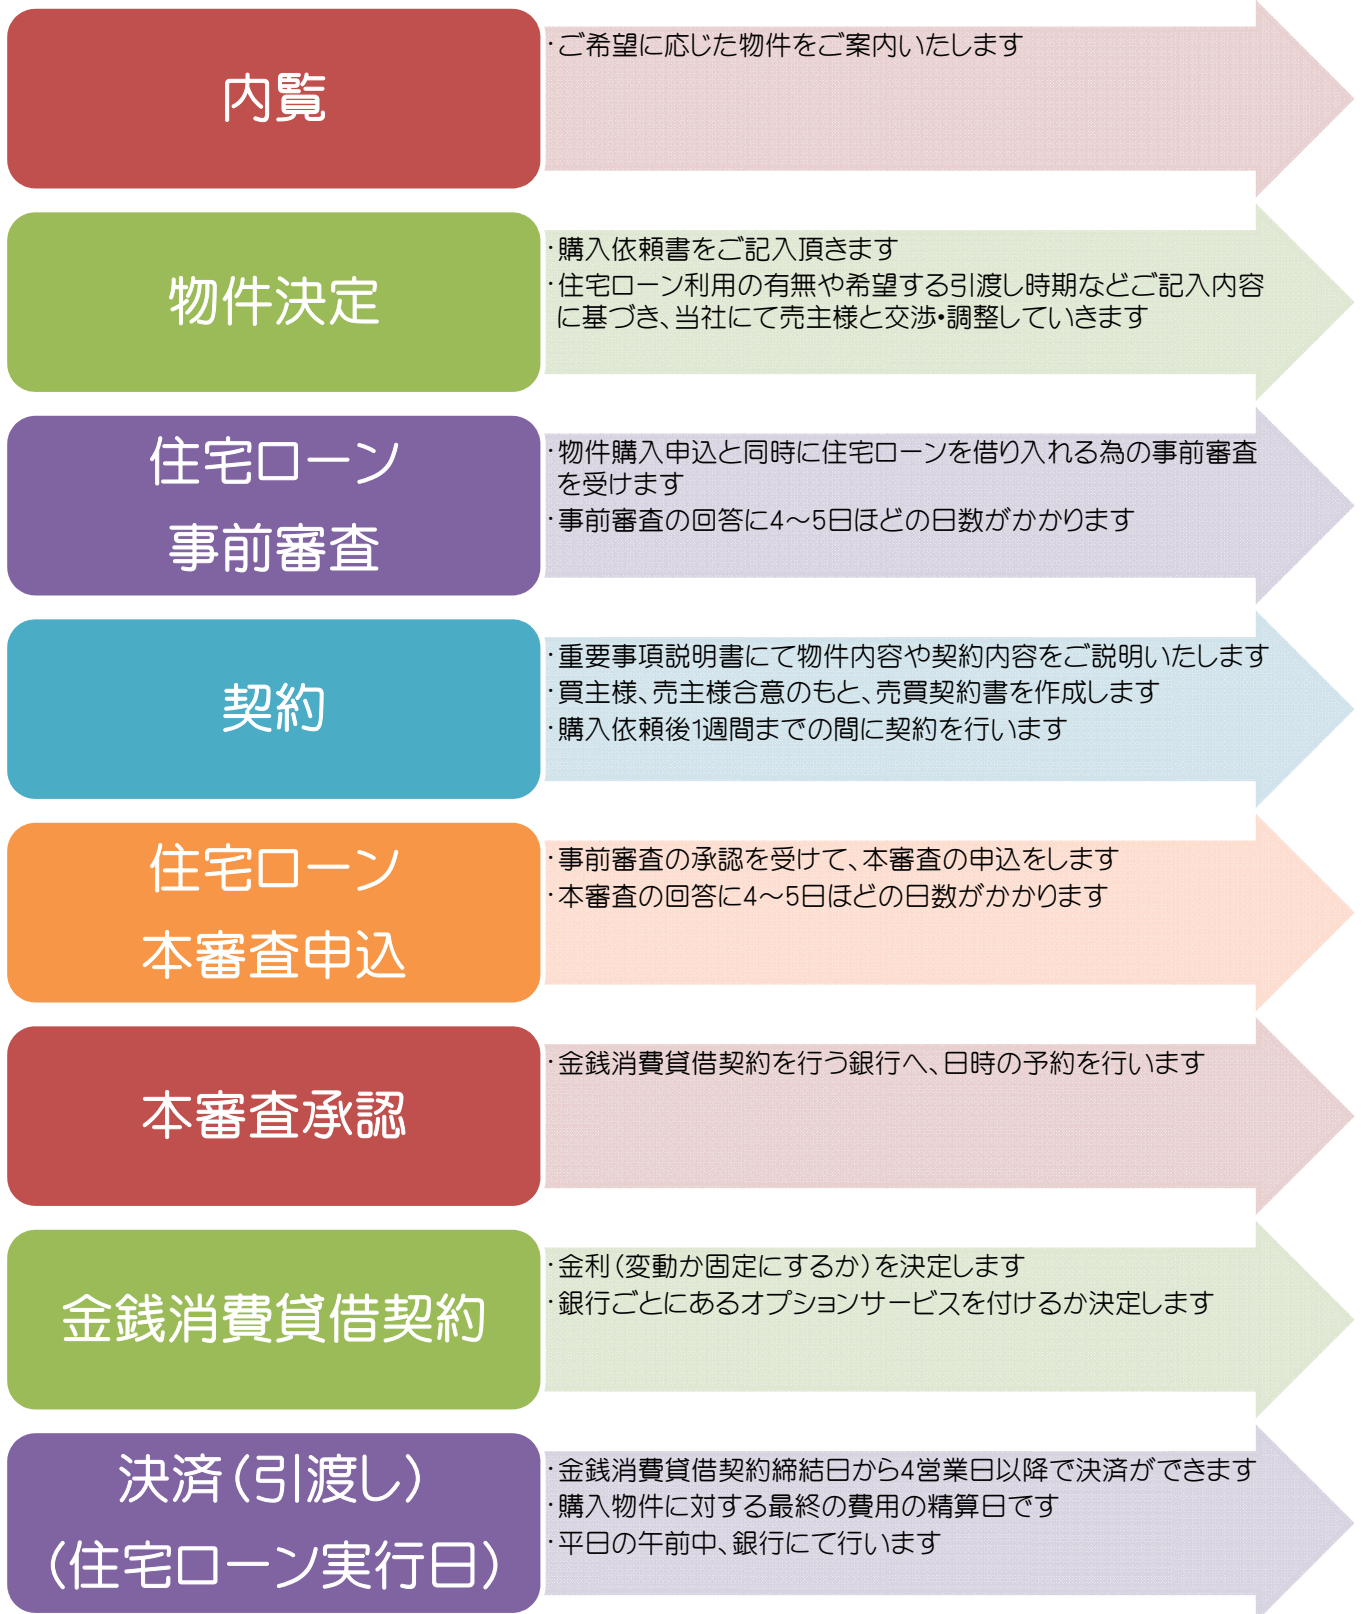 内覧
・ご希望に応じた物件をご案内いたします
物件決定
・購入依頼書をご記入頂きます
・住宅ローン利用の有無や希望する引渡し時期などご記入内容
に基づき、当社にて売主様と交渉・調整していきます
住宅ローン
事前審査
・物件購入申込と同時に住宅ローンを借り入れる為の事前審査
を受けます
・事前審査の回答に4～5日ほどの日数がかかります
契約
・重要事項説明書にて物件内容や契約内容をご説明いたします
・買主様、売主様合意のもと、売買契約書を作成します
・購入依頼後1週間までの間に契約を行います
住宅ローン
本審査申込
・事前審査の承認を受けて、本審査の申込をします
・本審査の回答に4～5日ほどの日数がかかります
本審査承認
・金銭消費貸借契約を行う銀行へ、日時の予約を行います
金銭消費貸借契約
・金利（変動か固定にするか）を決定します
・銀行ごとにあるオプションサービスを付けるか決定します
決済（引渡し）
（住宅ローン実行日）
・金銭消費貸借契約締結日から4営業日以降で決済ができます
・購入物件に対する最終の費用の精算日です
・平日の午前中、銀行にて行います